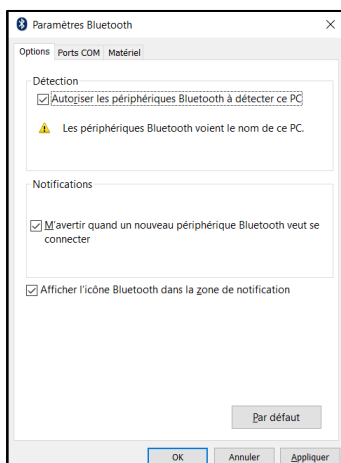 Paramètres Bluetooth
Options Ports COM Matériel
Détection
Autoriser les périphériques Bluetooth à détecter ce PC
Les périphériques Bluetooth voient le nom de ce PC.
Notifications
M'avertir quand un nouveau périphérique Bluetooth veut se
connecter
Afficher l'icône Bluetooth dans la zone de notification
Par défaut
OK Annuler Appliquer